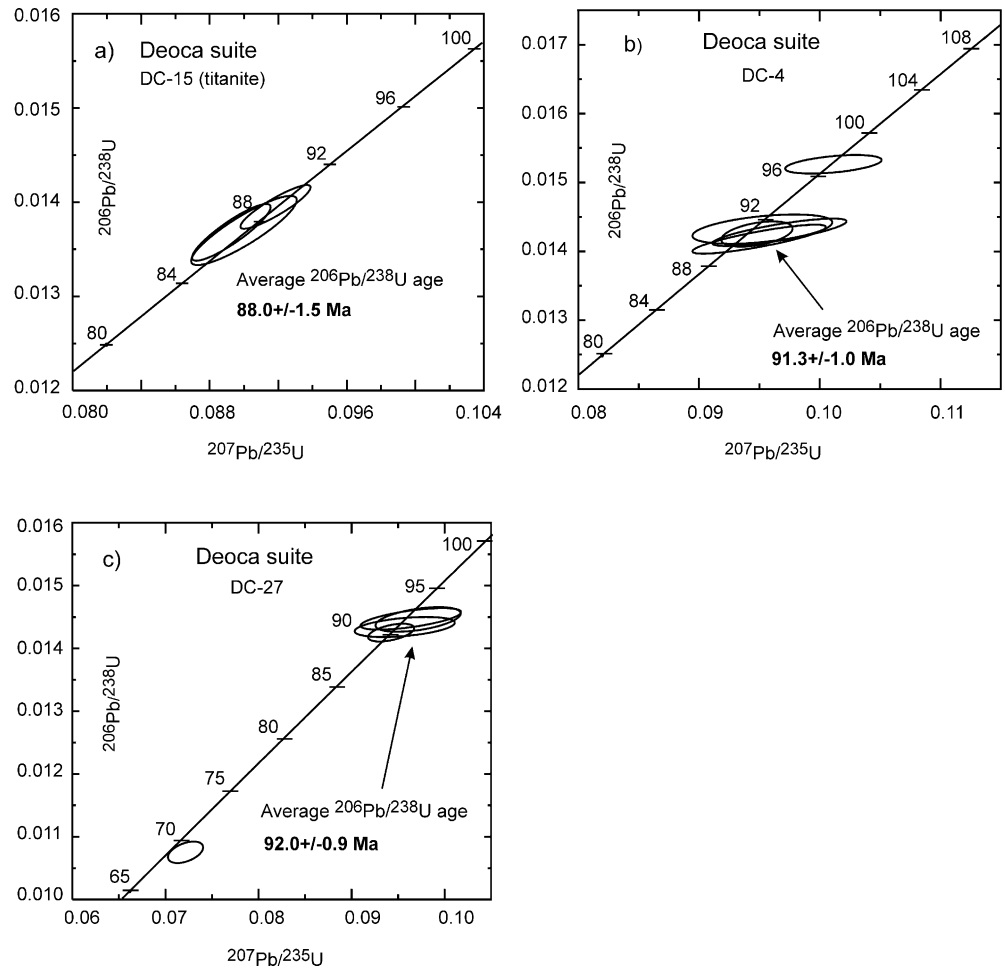 a)
Deoca suite
DC-15 (titanite)
0.016
0.015
0.014
0.013
0.012
206Pb/238U
100
96
92
88
84
80
Average 206Pb/238U age
88.0+/-1.5 Ma
0.080
0.088
0.096
0.104
207Pb/235U
b)
Deoca suite
DC-4
0.017
0.016
0.015
0.014
0.013
0.012
206Pb/238U
108
104
100
96
92
88
84
80
Average 206Pb/238U age
91.3+/-1.0 Ma
0.08
0.09
0.10
0.11
207Pb/235U
c)
Deoca suite
DC-27
0.016
0.015
0.014
0.013
0.012
0.011
0.010
206Pb/238U
100
95
90
85
80
75
70
65
Average 206Pb/238U age
92.0+/-0.9 Ma
0.06
0.07
0.08
0.09
0.10
207Pb/235U